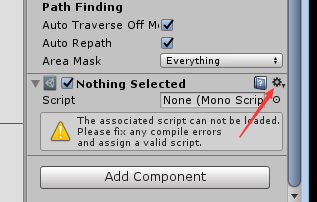 Path Finding
Auto Traverse Off M
Auto Repath
Area Mask Everything
Nothing Selected
Script None (Mono Scrip
The associated script can not be loaded.
Please fix any compile errors
and assign a valid script.
Add Component